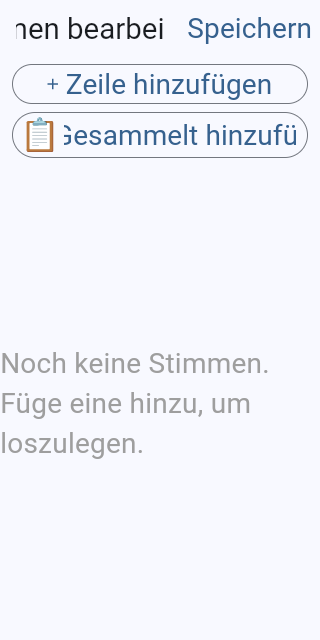 nen bearbei
Speichern
+ Zeile hinzufügen
Gesammelt hinzufü
Noch keine Stimmen.
Füge eine hinzu, um
loszulegen.